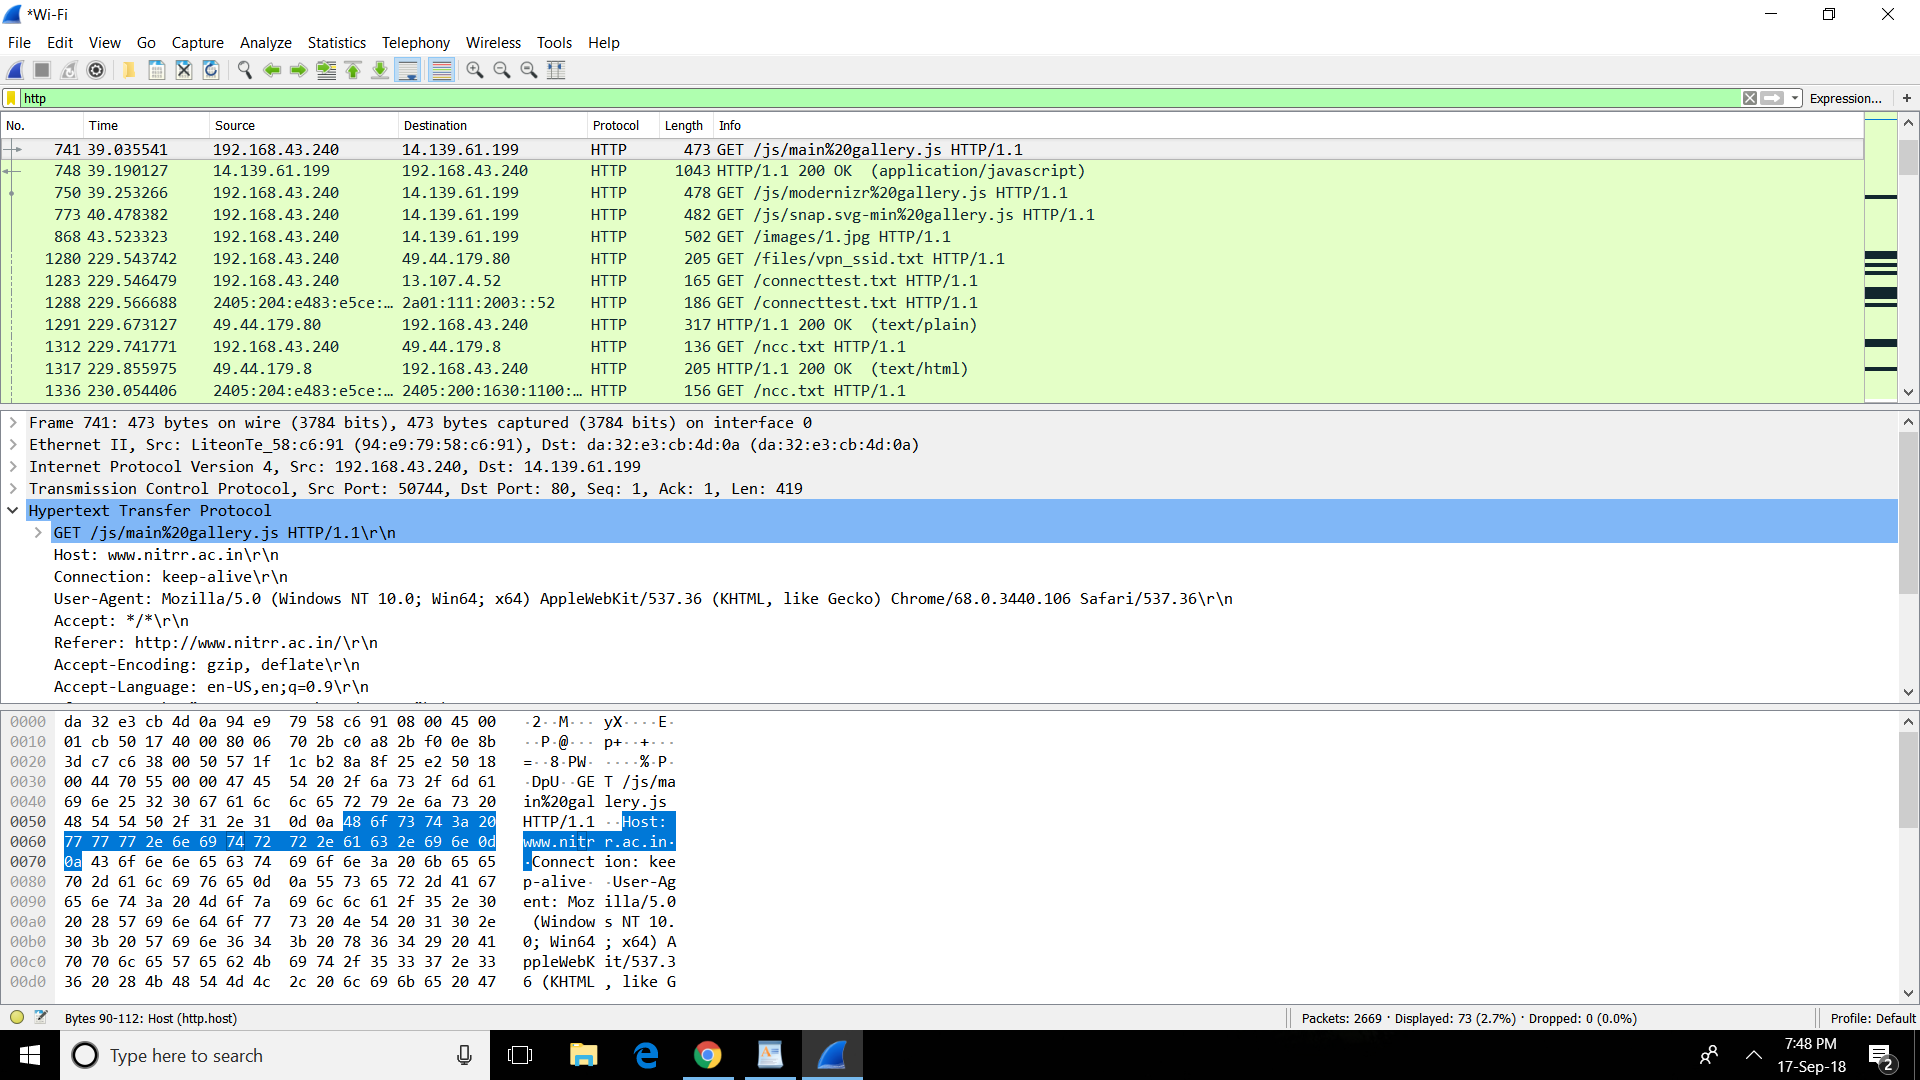 *Wi-Fi
File Edit View Go Capture Analyze Statistics Telephony Wireless Tools Help
http Expression... +
No. Time Source Destination Protocol Length Info
741 39.035541 192.168.43.240 14.139.61.199 HTTP 473 GET /js/main%20gallery.js HTTP/1.1
748 39.190127 14.139.61.199 192.168.43.240 HTTP 1043 HTTP/1.1 200 OK (application/javascript)
750 39.253266 192.168.43.240 14.139.61.199 HTTP 478 GET /js/modernizr%20gallery.js HTTP/1.1
773 40.478382 192.168.43.240 14.139.61.199 HTTP 482 GET /js/snap.svg-min%20gallery.js HTTP/1.1
868 43.523323 192.168.43.240 14.139.61.199 HTTP 502 GET /images/1.jpg HTTP/1.1
1280 229.543742 192.168.43.240 49.44.179.80 HTTP 205 GET /files/vpn_ssid.txt HTTP/1.1
1283 229.546479 192.168.43.240 13.107.4.52 HTTP 165 GET /connecttest.txt HTTP/1.1
1288 229.566688 2405:204:e483:e5ce:… 2a01:111:2003::52 HTTP 186 GET /connecttest.txt HTTP/1.1
1291 229.673127 49.44.179.80 192.168.43.240 HTTP 317 HTTP/1.1 200 OK (text/plain)
1312 229.741771 192.168.43.240 49.44.179.8 HTTP 136 GET /ncc.txt HTTP/1.1
1317 229.855975 49.44.179.8 192.168.43.240 HTTP 205 HTTP/1.1 200 OK (text/html)
1336 230.054406 2405:204:e483:e5ce:… 2405:200:1630:1100:… HTTP 156 GET /ncc.txt HTTP/1.1
Frame 741: 473 bytes on wire (3784 bits), 473 bytes captured (3784 bits) on interface 0
Ethernet II, Src: LiteonTe_58:c6:91 (94:e9:79:58:c6:91), Dst: da:32:e3:cb:4d:0a (da:32:e3:cb:4d:0a)
Internet Protocol Version 4, Src: 192.168.43.240, Dst: 14.139.61.199
Transmission Control Protocol, Src Port: 50744, Dst Port: 80, Seq: 1, Ack: 1, Len: 419
Hypertext Transfer Protocol
GET /js/main%20gallery.js HTTP/1.1\r\n
Host: www.nitrr.ac.in\r\n
Connection: keep-alive\r\n
User-Agent: Mozilla/5.0 (Windows NT 10.0; Win64; x64) AppleWebKit/537.36 (KHTML, like Gecko) Chrome/68.0.3440.106 Safari/537.36\r\n
Accept: */*\r\n
Referer: http://www.nitrr.ac.in/\r\n
Accept-Encoding: gzip, deflate\r\n
Accept-Language: en-US,en;q=0.9\r\n
0000 da 32 e3 cb 4d 0a 94 e9 79 58 c6 91 08 00 45 00 ·2··M··· yX····E·
0010 01 cb 50 17 40 00 80 06 70 2b c0 a8 2b f0 0e 8b ··P·@··· p+··+···
0020 3d c7 c6 38 00 50 57 1f 1c b2 8a 8f 25 e2 50 18 =··8·PW· ····%·P·
0030 00 44 70 55 00 00 47 45 54 20 2f 6a 73 2f 6d 61 ·DpU··GE T /js/ma
0040 69 6e 25 32 30 67 61 6c 6c 65 72 79 2e 6a 73 20 in%20gal lery.js
0050 48 54 54 50 2f 31 2e 31 0d 0a 48 6f 73 74 3a 20 HTTP/1.1 ··Host:
0060 77 77 77 2e 6e 69 74 72 72 2e 61 63 2e 69 6e 0d www.nitr r.ac.in·
0070 0a 43 6f 6e 6e 65 63 74 69 6f 6e 3a 20 6b 65 65 ·Connect ion: kee
0080 70 2d 61 6c 69 76 65 0d 0a 55 73 65 72 2d 41 67 p-alive· ·User-Ag
0090 65 6e 74 3a 20 4d 6f 7a 69 6c 6c 61 2f 35 2e 30 ent: Moz illa/5.0
00a0 20 28 57 69 6e 64 6f 77 73 20 4e 54 20 31 30 2e (Window s NT 10.
00b0 30 3b 20 57 69 6e 36 34 3b 20 78 36 34 29 20 41 0; Win64 ; x64) A
00c0 70 70 6c 65 57 65 62 4b 69 74 2f 35 33 37 2e 33 ppleWebK it/537.3
00d0 36 20 28 4b 48 54 4d 4c 2c 20 6c 69 6b 65 20 47 6 (KHTML , like G
Bytes 90-112: Host (http.host) Packets: 2669 · Displayed: 73 (2.7%) · Dropped: 0 (0.0%) Profile: Default
Type here to search
7:48 PM
17-Sep-18
2